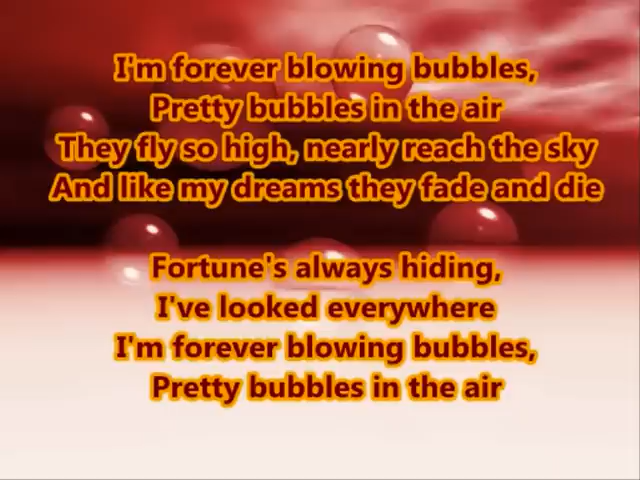 I'm forever blowing bubbles,
Pretty bubbles in the air
They fly so high, nearly reach the sky
And like my dreams they fade and die
Fortune's always hiding,
I've looked everywhere
I'm forever blowing bubbles,
Pretty bubbles in the air